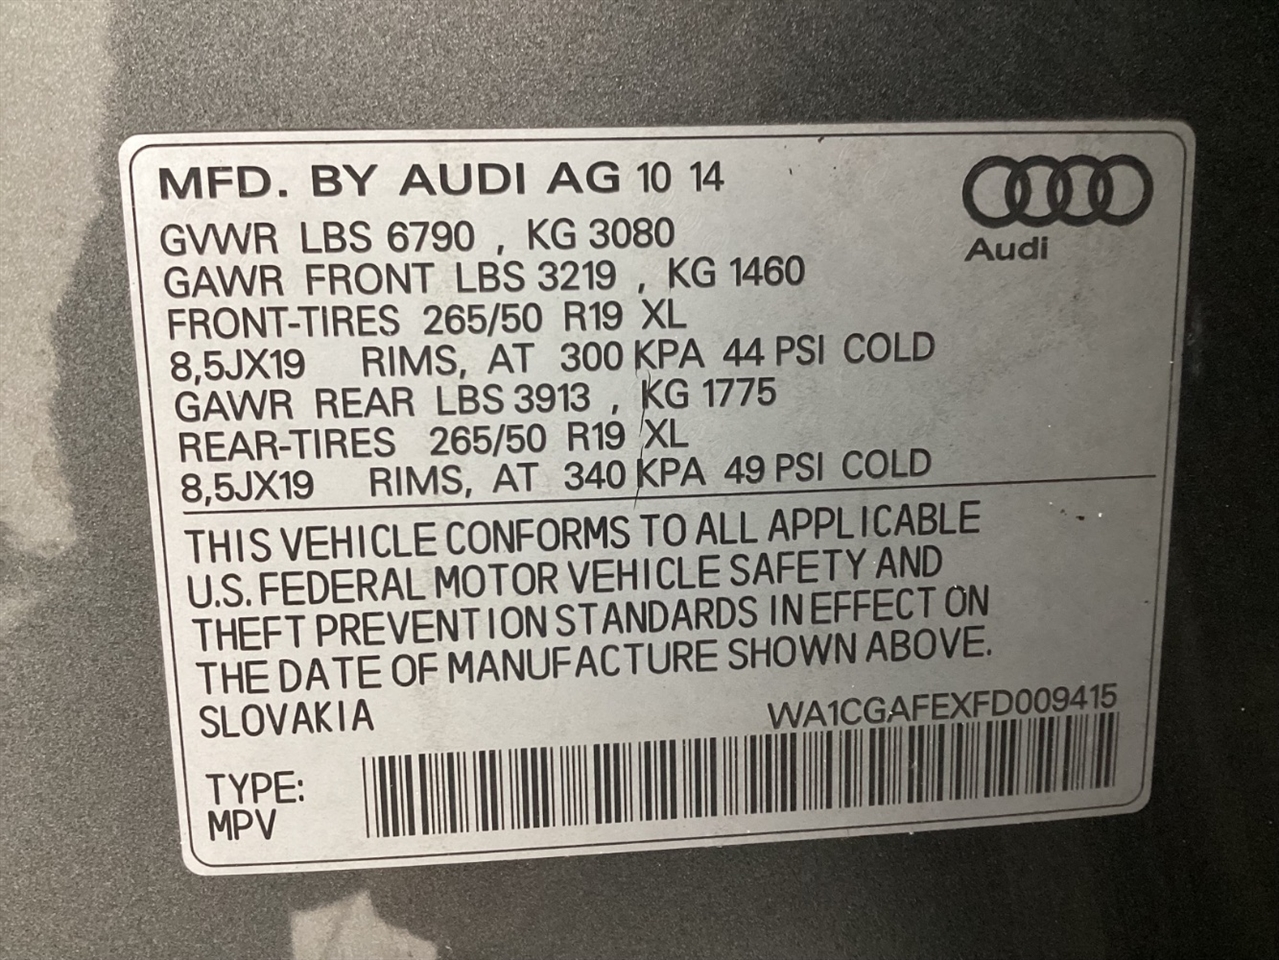 MFD. BY AUDI AG 10 14
Audi
GVWR LBS 6790 , KG 3080
GAWR FRONT LBS 3219 , KG 1460
FRONT-TIRES 265/50 R19 XL
8,5JX19 RIMS, AT 300 KPA 44 PSI COLD
GAWR REAR LBS 3913 , KG 1775
REAR-TIRES 265/50 R19 XL
8,5JX19 RIMS, AT 340 KPA 49 PSI COLD
THIS VEHICLE CONFORMS TO ALL APPLICABLE
U.S. FEDERAL MOTOR VEHICLE SAFETY AND
THEFT PREVENTION STANDARDS IN EFFECT ON
THE DATE OF MANUFACTURE SHOWN ABOVE.
SLOVAKIA WA1CGAFEXFD009415
TYPE:
MPV